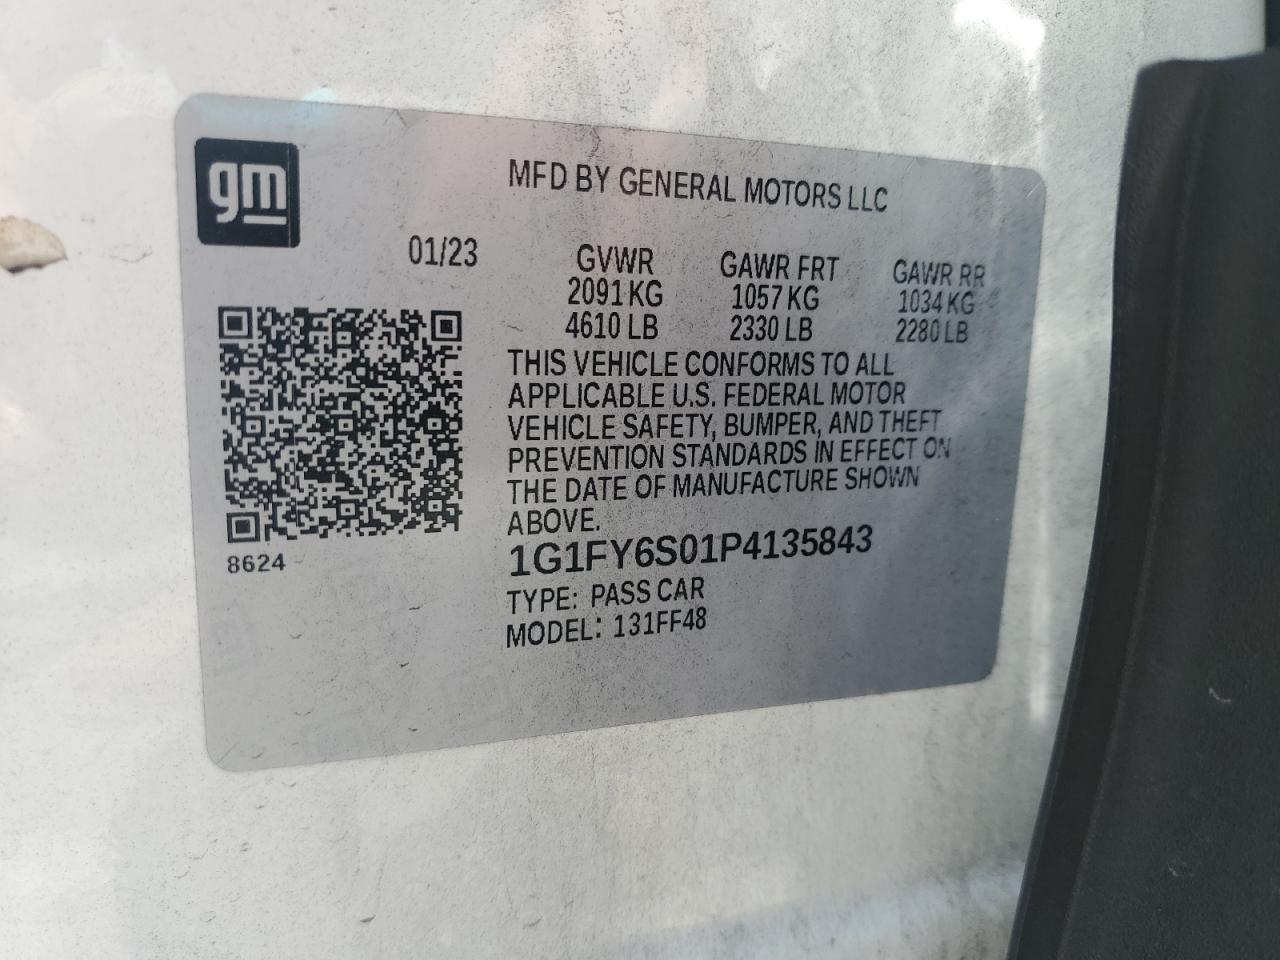 gm
MFD BY GENERAL MOTORS LLC
01/23
GVWR GAWR FRT GAWR RR
2091 KG 1057 KG 1034 KG
4610 LB 2330 LB 2280 LB
THIS VEHICLE CONFORMS TO ALL
APPLICABLE U.S. FEDERAL MOTOR
VEHICLE SAFETY, BUMPER, AND THEFT
PREVENTION STANDARDS IN EFFECT ON
THE DATE OF MANUFACTURE SHOWN
ABOVE.
8624
1G1FY6S01P4135843
TYPE: PASS CAR
MODEL: 131FF48